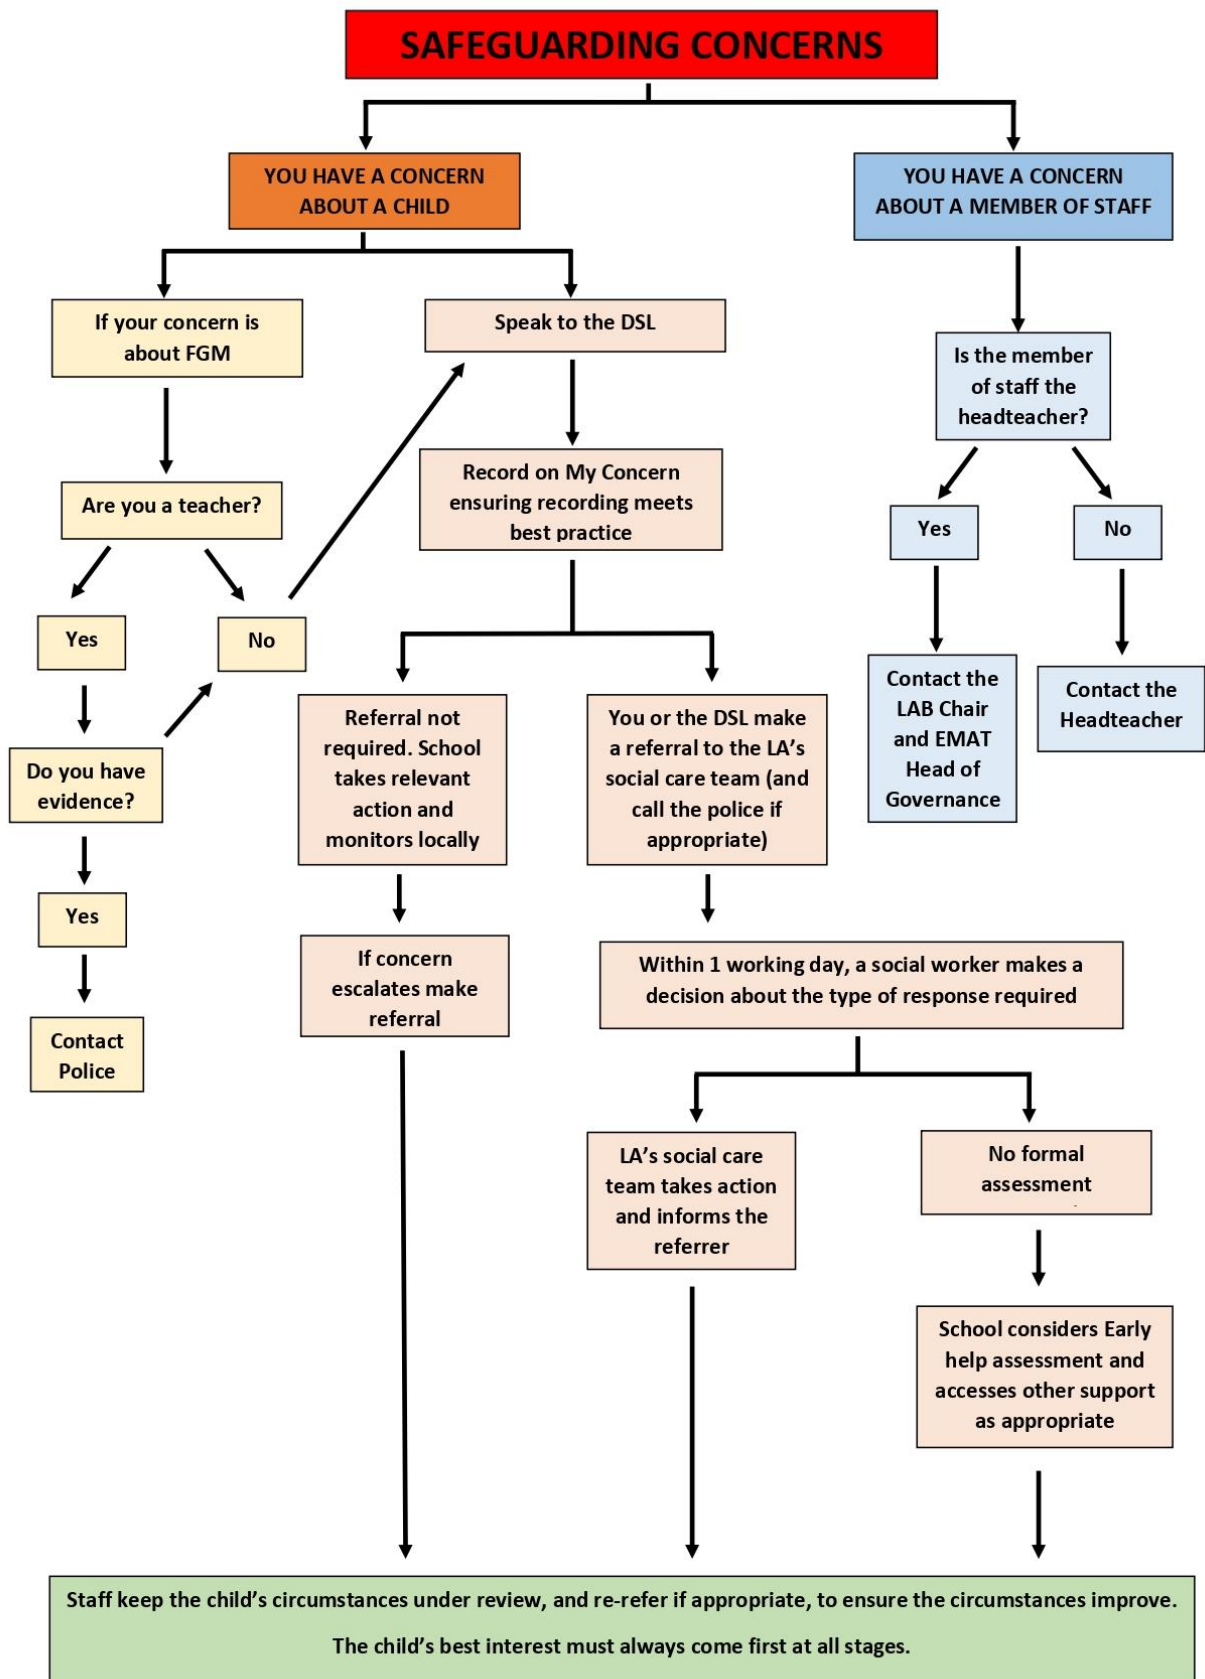 SAFEGUARDING CONCERNS
YOU HAVE A CONCERN
ABOUT A CHILD
YOU HAVE A CONCERN
ABOUT A MEMBER OF STAFF
If your concern is
about FGM
Speak to the DSL
Is the member
of staff the
headteacher?
Are you a teacher?
Record on My Concern
ensuring recording meets
best practice
Yes
No
Yes
No
Do you have
evidence?
Referral not
required. School
takes relevant
action and
monitors locally
You or the DSL make
a referral to the LA’s
social care team (and
call the police if
appropriate)
Contact the
LAB Chair
and EMAT
Head of
Governance
Contact the
Headteacher
Yes
Contact
Police
If concern
escalates make
referral
Within 1 working day, a social worker makes a
decision about the type of response required
LA’s social care
team takes action
and informs the
referrer
No formal
assessment
School considers Early
help assessment and
accesses other support
as appropriate
Staff keep the child’s circumstances under review, and re-refer if appropriate, to ensure the circumstances improve.
The child’s best interest must always come first at all stages.